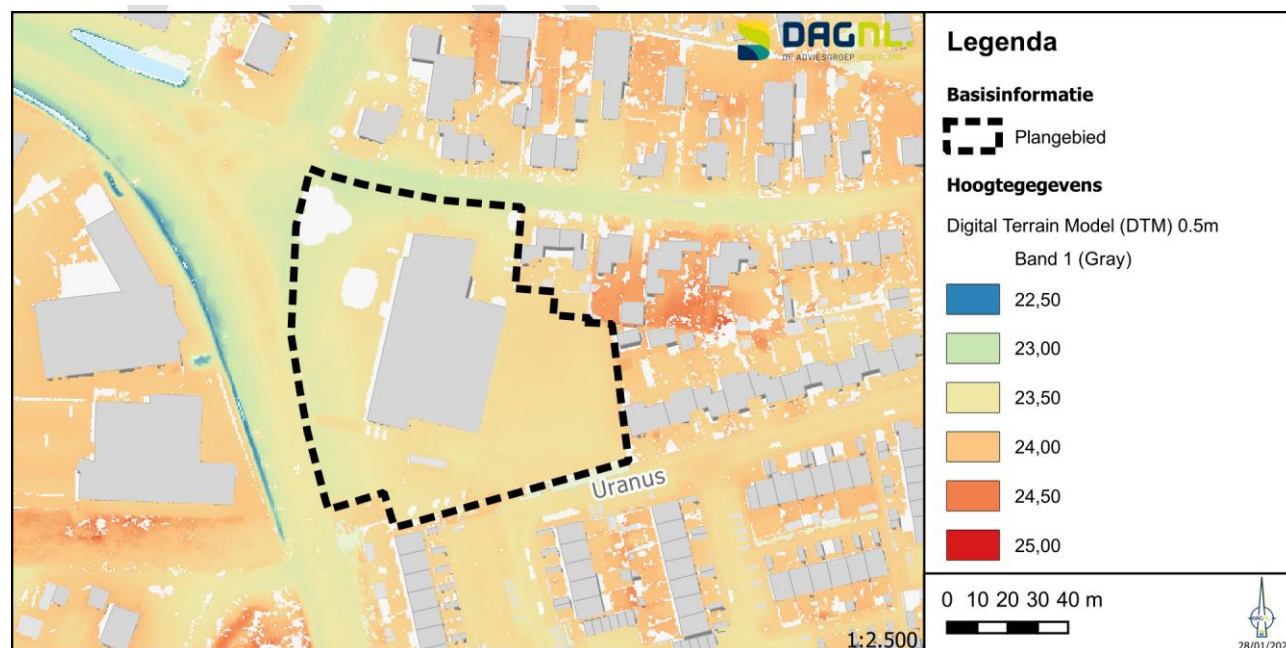 DAGNL.
DE ADVIESGROEP NEDERLAND
Uranus
1:2.500
Legenda
Basisinformatie
Plangebied
Hoogtegegevens
Digital Terrain Model (DTM) 0.5m
Band 1 (Gray)
22,50
23,00
23,50
24,00
24,50
25,00
0 10 20 30 40 m